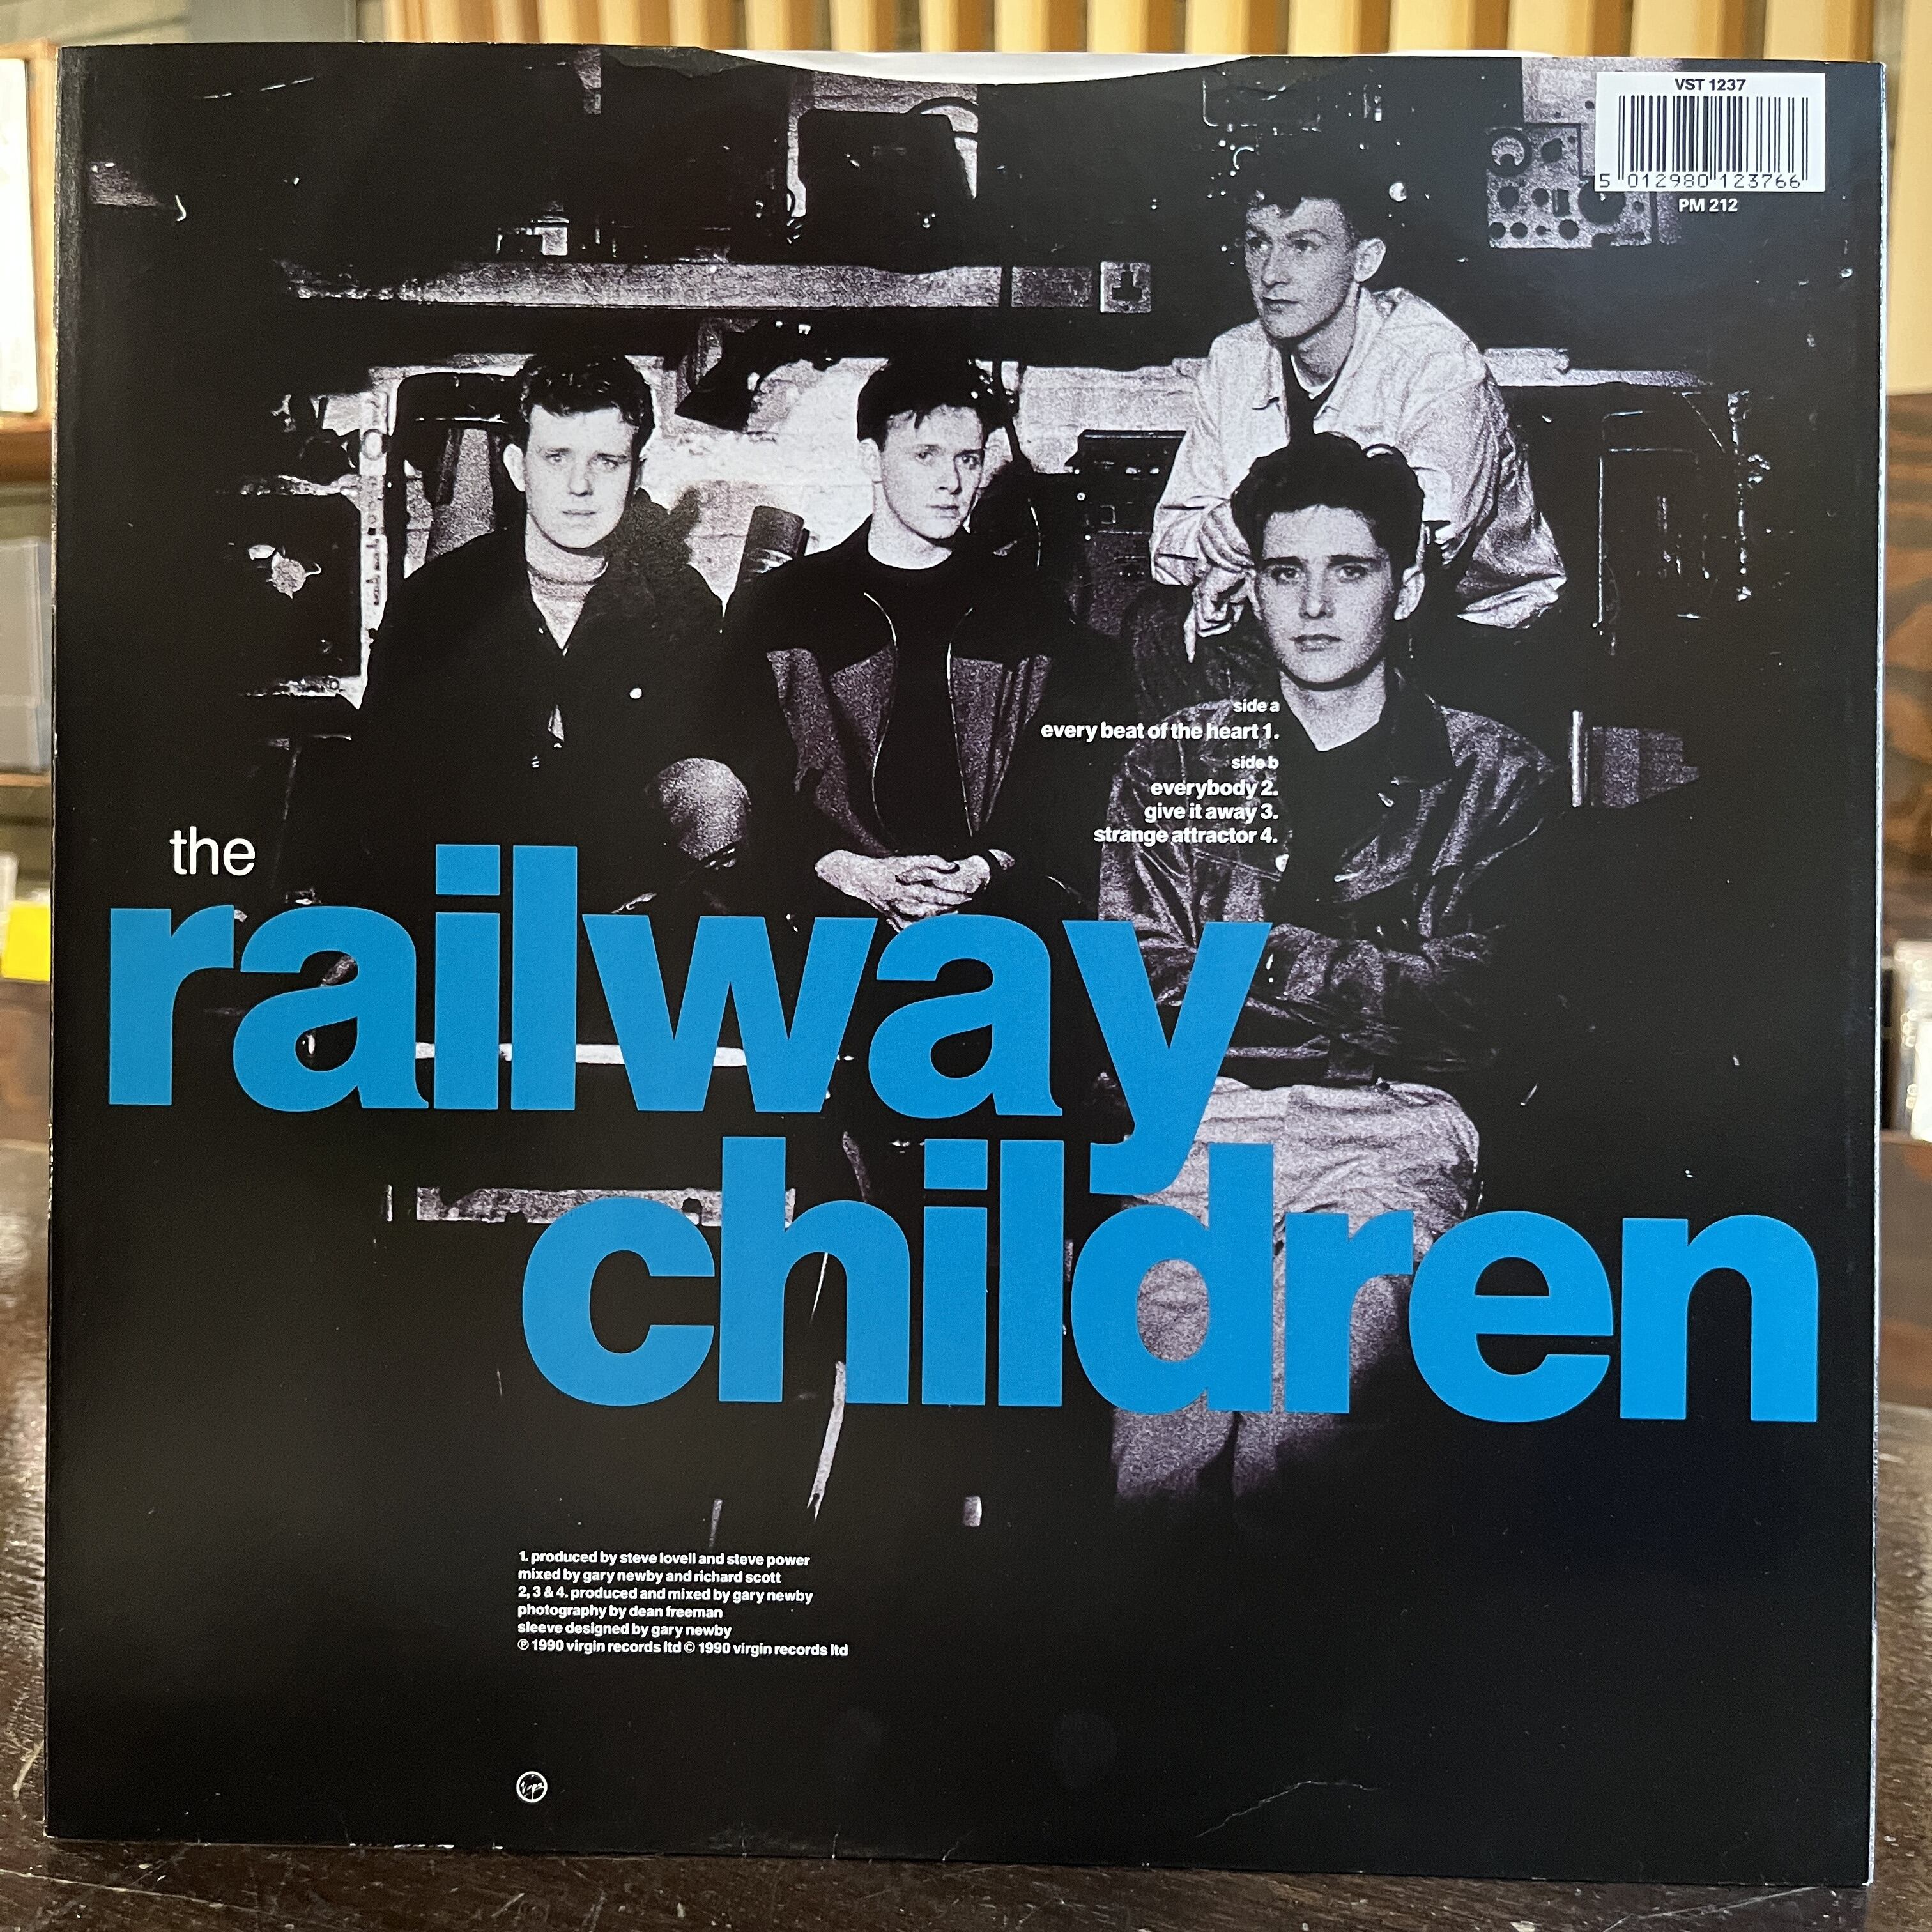 VST 1237
5 012980 123766
PM 212
side a
every beat of the heart 1.
side b
everybody 2.
give it away 3.
strange attractor 4.
the
railway
children
1. produced by steve lovell and steve power
mixed by gary newby and richard scott
2, 3 & 4. produced and mixed by gary newby
photography by dean freeman
sleeve designed by gary newby
℗ 1990 virgin records ltd © 1990 virgin records ltd
Virgin